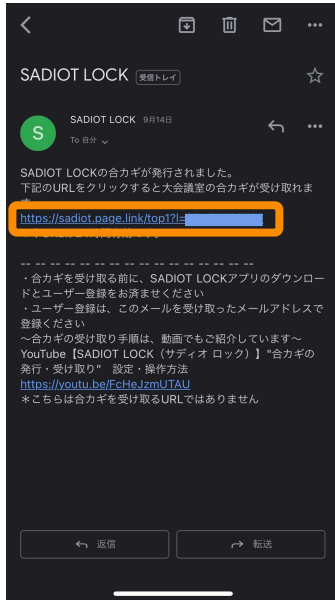 SADIOT LOCK 受信トレイ
S
SADIOT LOCK 9月14日
To 自分
SADIOT LOCKの合カギが発行されました。
下記のURLをクリックすると大会議室の合カギが受け取れま
https://sadiot.page.link/top1?l=
-- -- -- -- -- -- -- -- -- -- -- -- -- -- -- --
・合カギを受け取る前に、SADIOT LOCKアプリのダウンロー
ドとユーザー登録をお済ませください
・ユーザー登録は、このメールを受け取ったメールアドレスで
登録ください
〜合カギの受け取り手順は、動画でもご紹介しています〜
YouTube【SADIOT LOCK（サディオ ロック）】"合カギの
発行・受け取り" 設定・操作方法
https://youtu.be/FcHeJzmUTAU
＊こちらは合カギを受け取るURLではありません
返信
転送